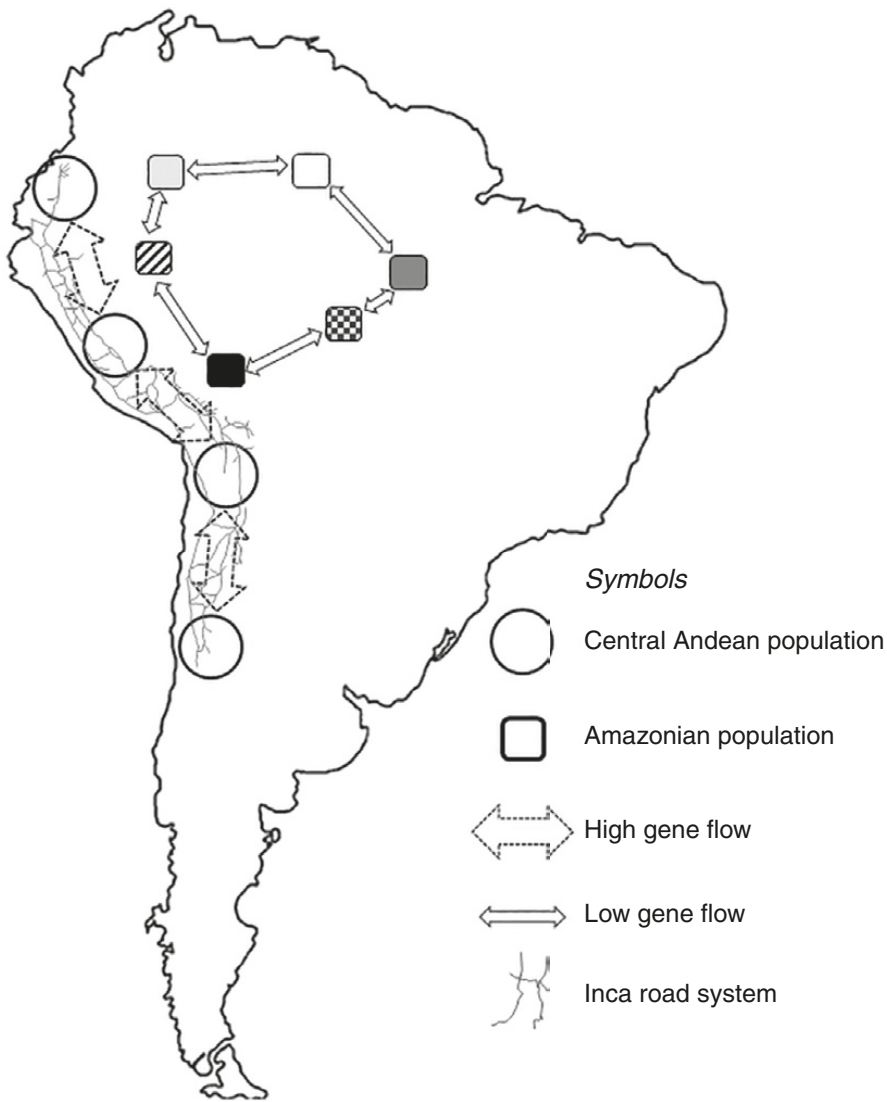 Symbols
Central Andean population
Amazonian population
High gene flow
Low gene flow
Inca road system